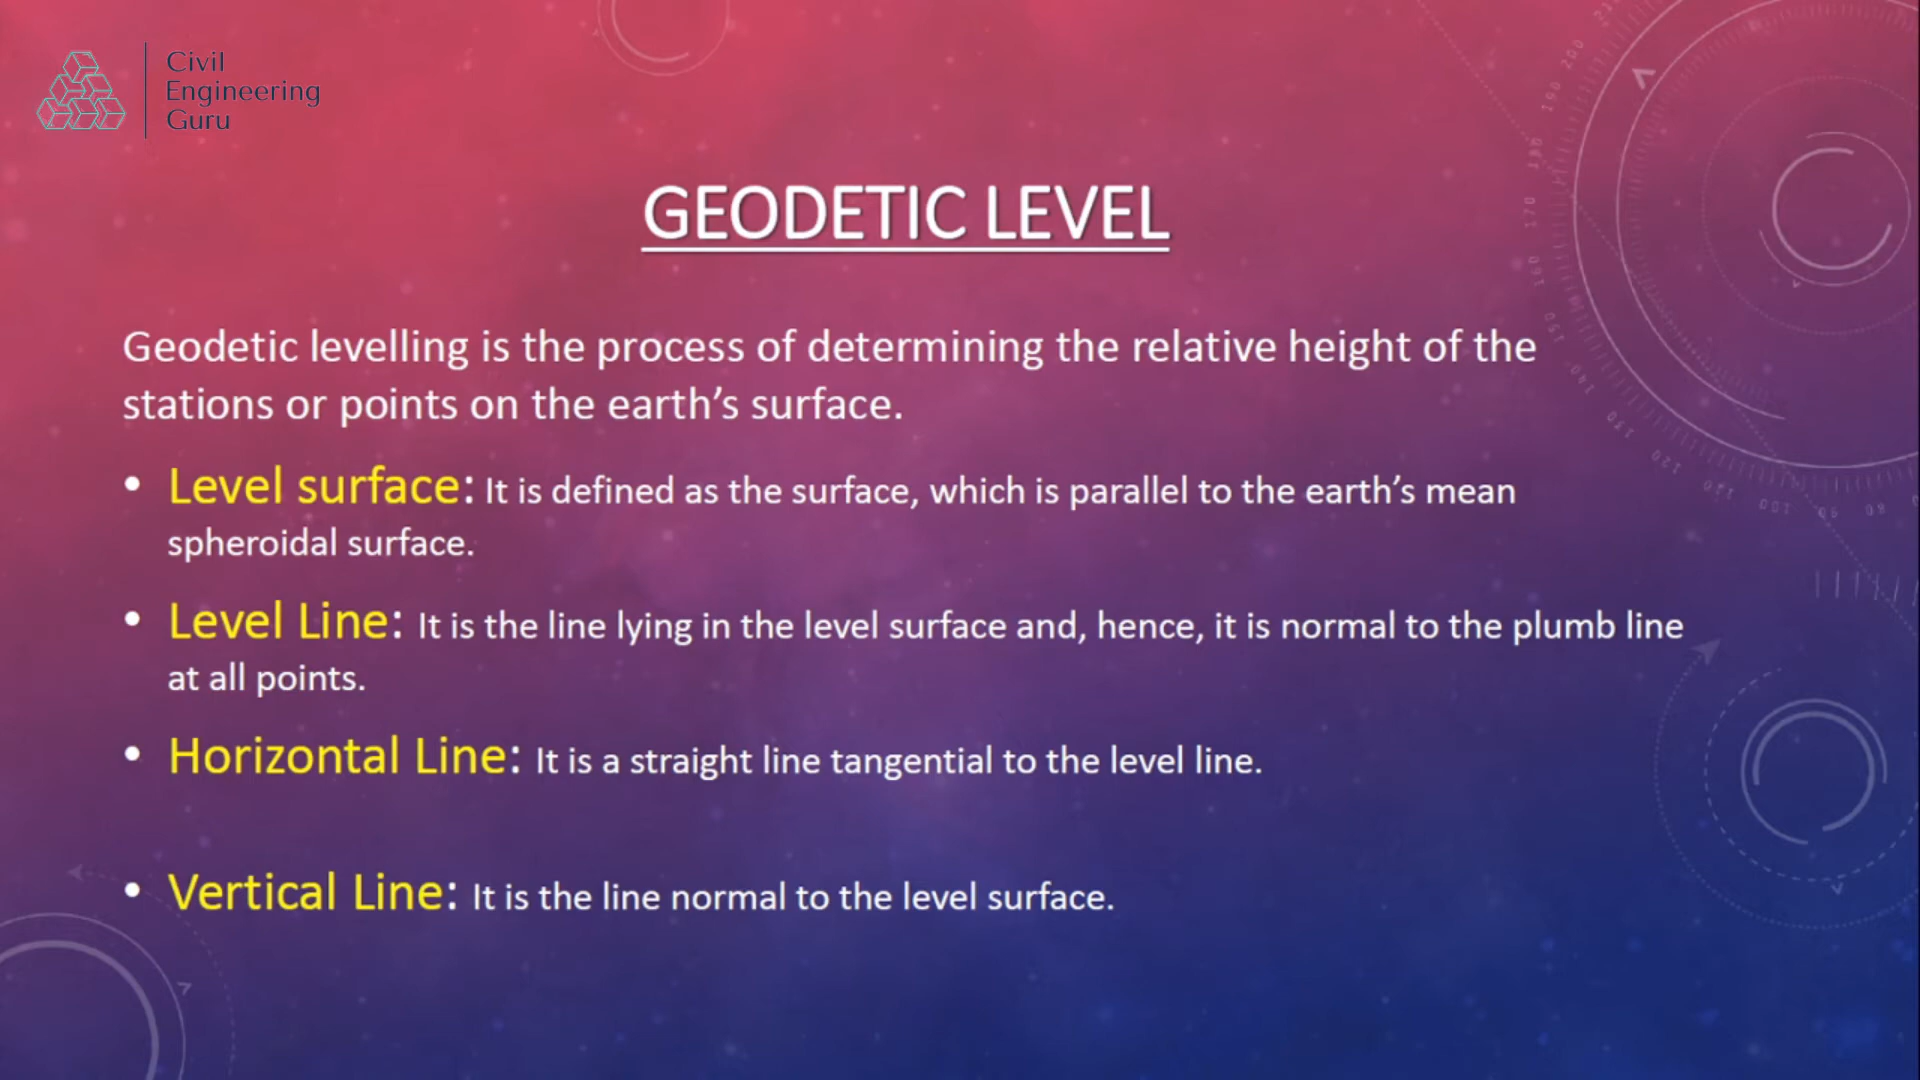 Civil
Engineering
Guru
GEODETIC LEVEL
Geodetic levelling is the process of determining the relative height of the
stations or points on the earth’s surface.
• Level surface: It is defined as the surface, which is parallel to the earth’s mean
spheroidal surface.
• Level Line: It is the line lying in the level surface and, hence, it is normal to the plumb line
at all points.
• Horizontal Line: It is a straight line tangential to the level line.
• Vertical Line: It is the line normal to the level surface.